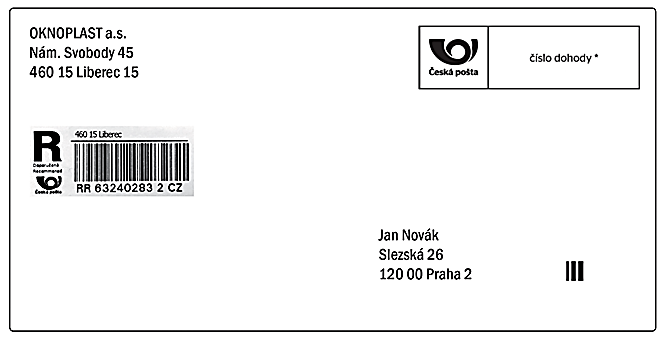 OKNOPLAST a.s.
Nám. Svobody 45
460 15 Liberec 15
Česká pošta
číslo dohody *
R
Doporučeně
Recommandé
Česká pošta
460 15 Liberec
RR 63240283 2 CZ
Jan Novák
Slezská 26
120 00 Praha 2